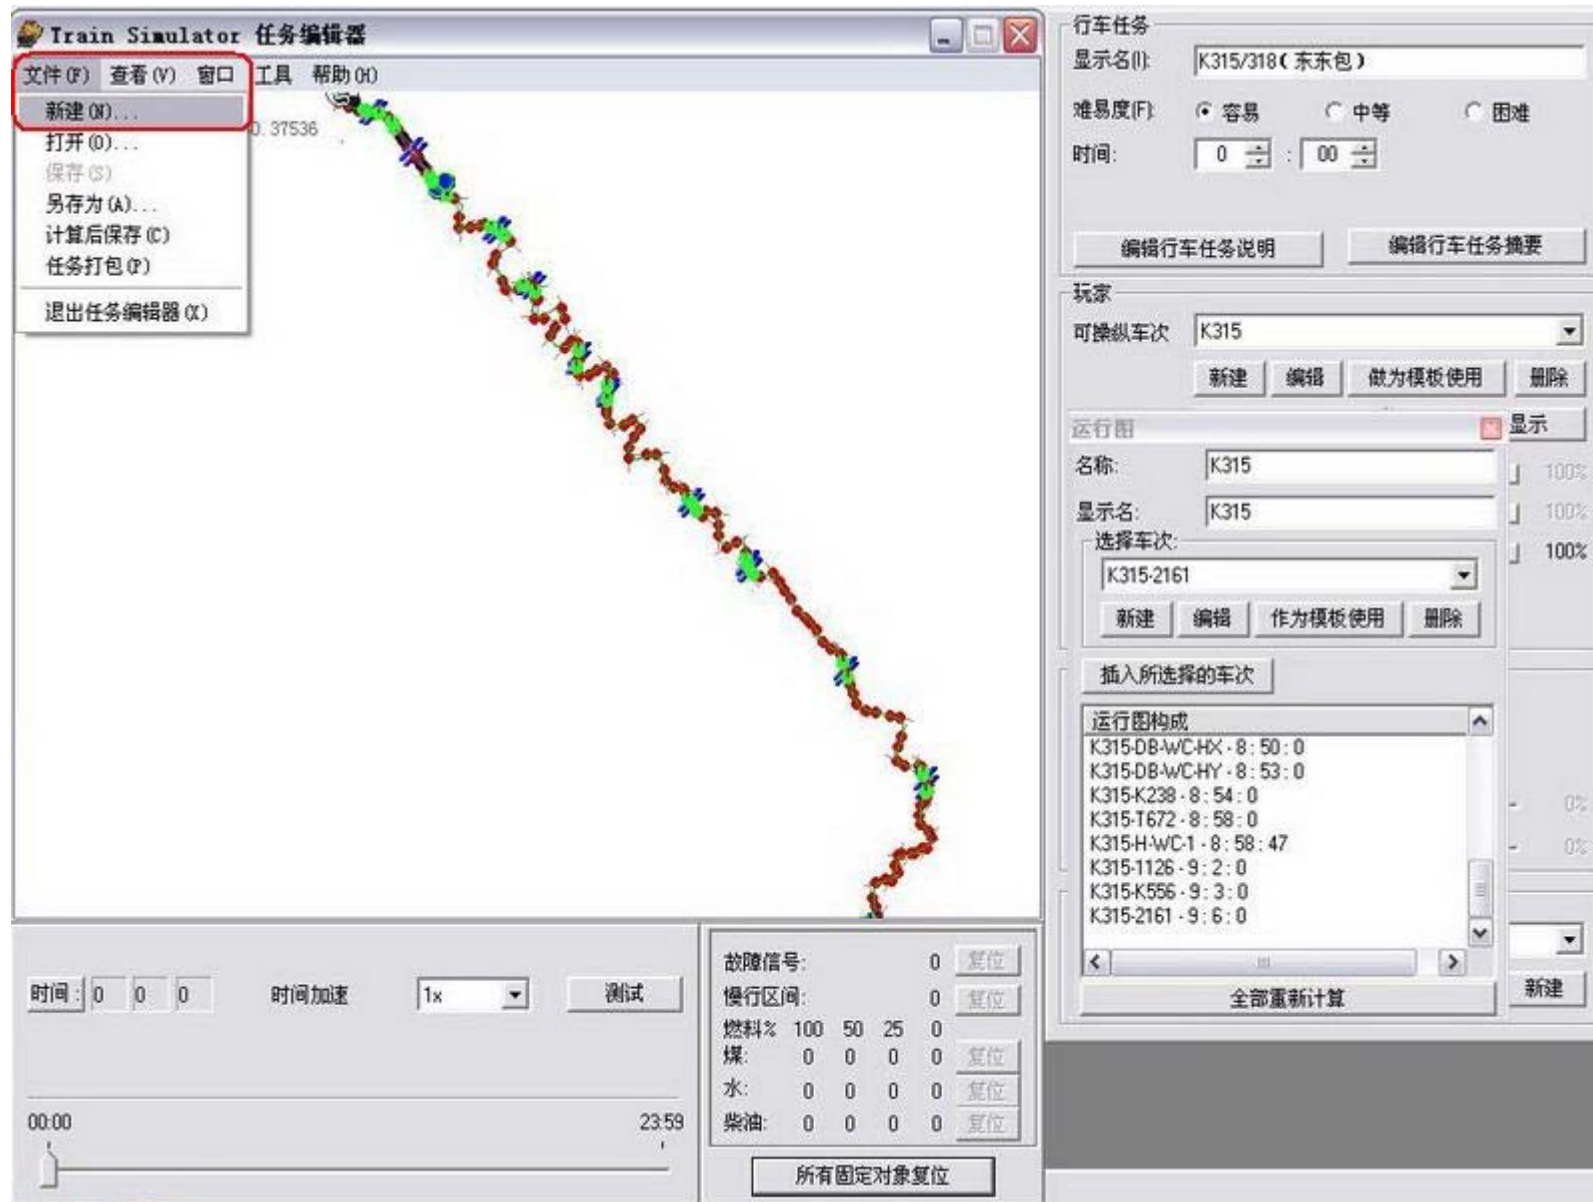 Train Simulator 任务编辑器
文件(F) 查看(V) 窗口 工具 帮助(H)
新建(N)...
打开(O)...
保存(S)
另存为(A)...
计算后保存(C)
任务打包(P)
退出任务编辑器(X)
0.37536
行车任务
显示名(I): K315/318(东东包)
难易度(F): 容易 中等 困难
时间: 0 : 00
编辑行车任务说明 编辑行车任务摘要
玩家
可操纵车次 K315
新建 编辑 做为模板使用 删除
显示
运行图
名称: K315
100%
显示名: K315
100%
选择车次:
100%
K315-2161
新建 编辑 作为模板使用 删除
插入所选择的车次
运行图构成
K315-DB-WC-HX - 8 : 50 : 0
K315-DB-WC-HY - 8 : 53 : 0
K315-K238 - 8 : 54 : 0
K315-T672 - 8 : 58 : 0
K315-H-WC-1 - 8 : 58 : 47
K315-1126 - 9 : 2 : 0
K315-K556 - 9 : 3 : 0
K315-2161 - 9 : 6 : 0
0%
0%
全部重新计算
新建
时间: 0 0 0 时间加速 1x 测试
00:00 23:59
故障信号: 0 复位
慢行区间: 0 复位
燃料% 100 50 25 0
煤: 0 0 0 0 复位
水: 0 0 0 0 复位
柴油: 0 0 0 0 复位
所有固定对象复位